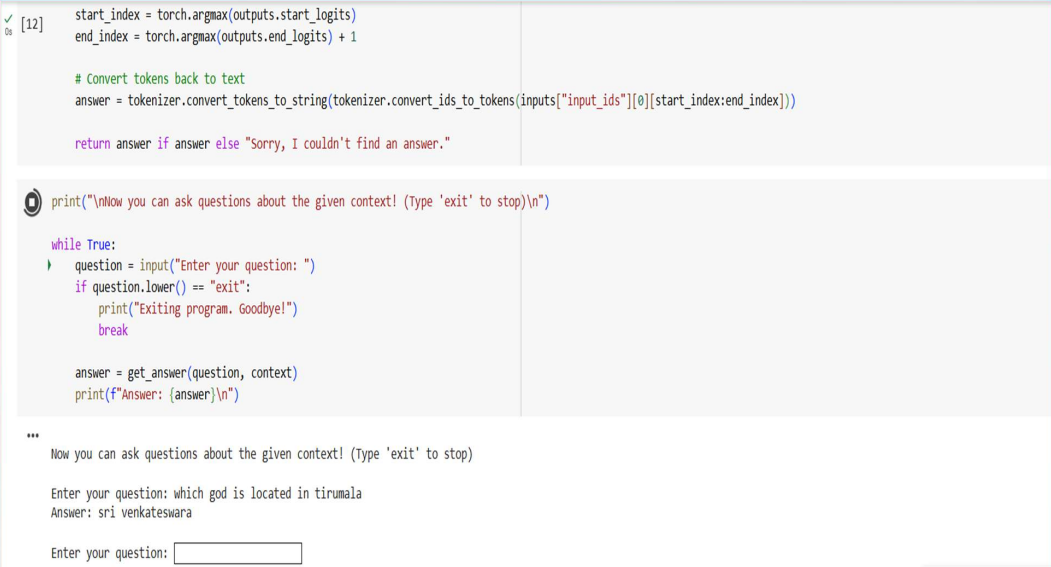 [12]
0s
start_index = torch.argmax(outputs.start_logits)
end_index = torch.argmax(outputs.end_logits) + 1
# Convert tokens back to text
answer = tokenizer.convert_tokens_to_string(tokenizer.convert_ids_to_tokens(inputs["input_ids"][0][start_index:end_index]))
return answer if answer else "Sorry, I couldn't find an answer."
print("\nNow you can ask questions about the given context! (Type 'exit' to stop)\n")
while True:
question = input("Enter your question: ")
if question.lower() == "exit":
print("Exiting program. Goodbye!")
break
answer = get_answer(question, context)
print(f"Answer: {answer}\n")
Now you can ask questions about the given context! (Type 'exit' to stop)
Enter your question: which god is located in tirumala
Answer: sri venkateswara
Enter your question: